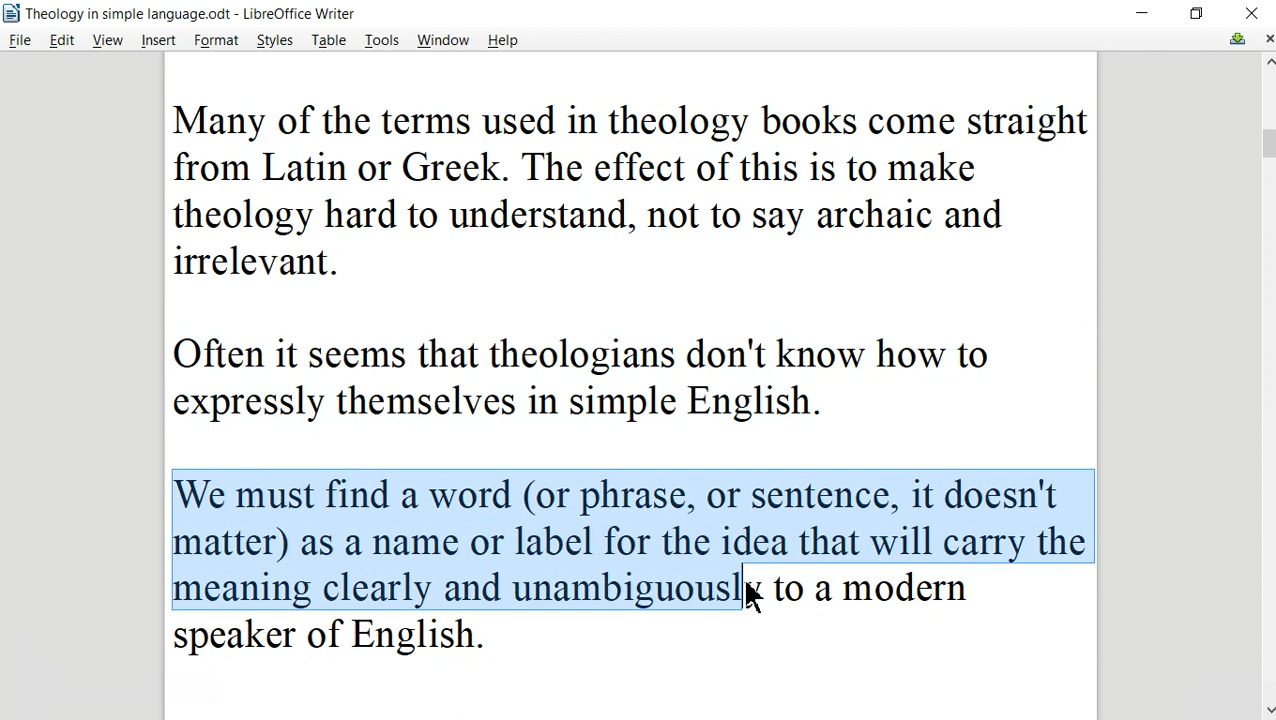 Theology in simple language.odt - LibreOffice Writer
File Edit View Insert Format Styles Table Tools Window Help
Many of the terms used in theology books come straight
from Latin or Greek. The effect of this is to make
theology hard to understand, not to say archaic and
irrelevant.
Often it seems that theologians don't know how to
expressly themselves in simple English.
We must find a word (or phrase, or sentence, it doesn't
matter) as a name or label for the idea that will carry the
meaning clearly and unambiguously to a modern
speaker of English.